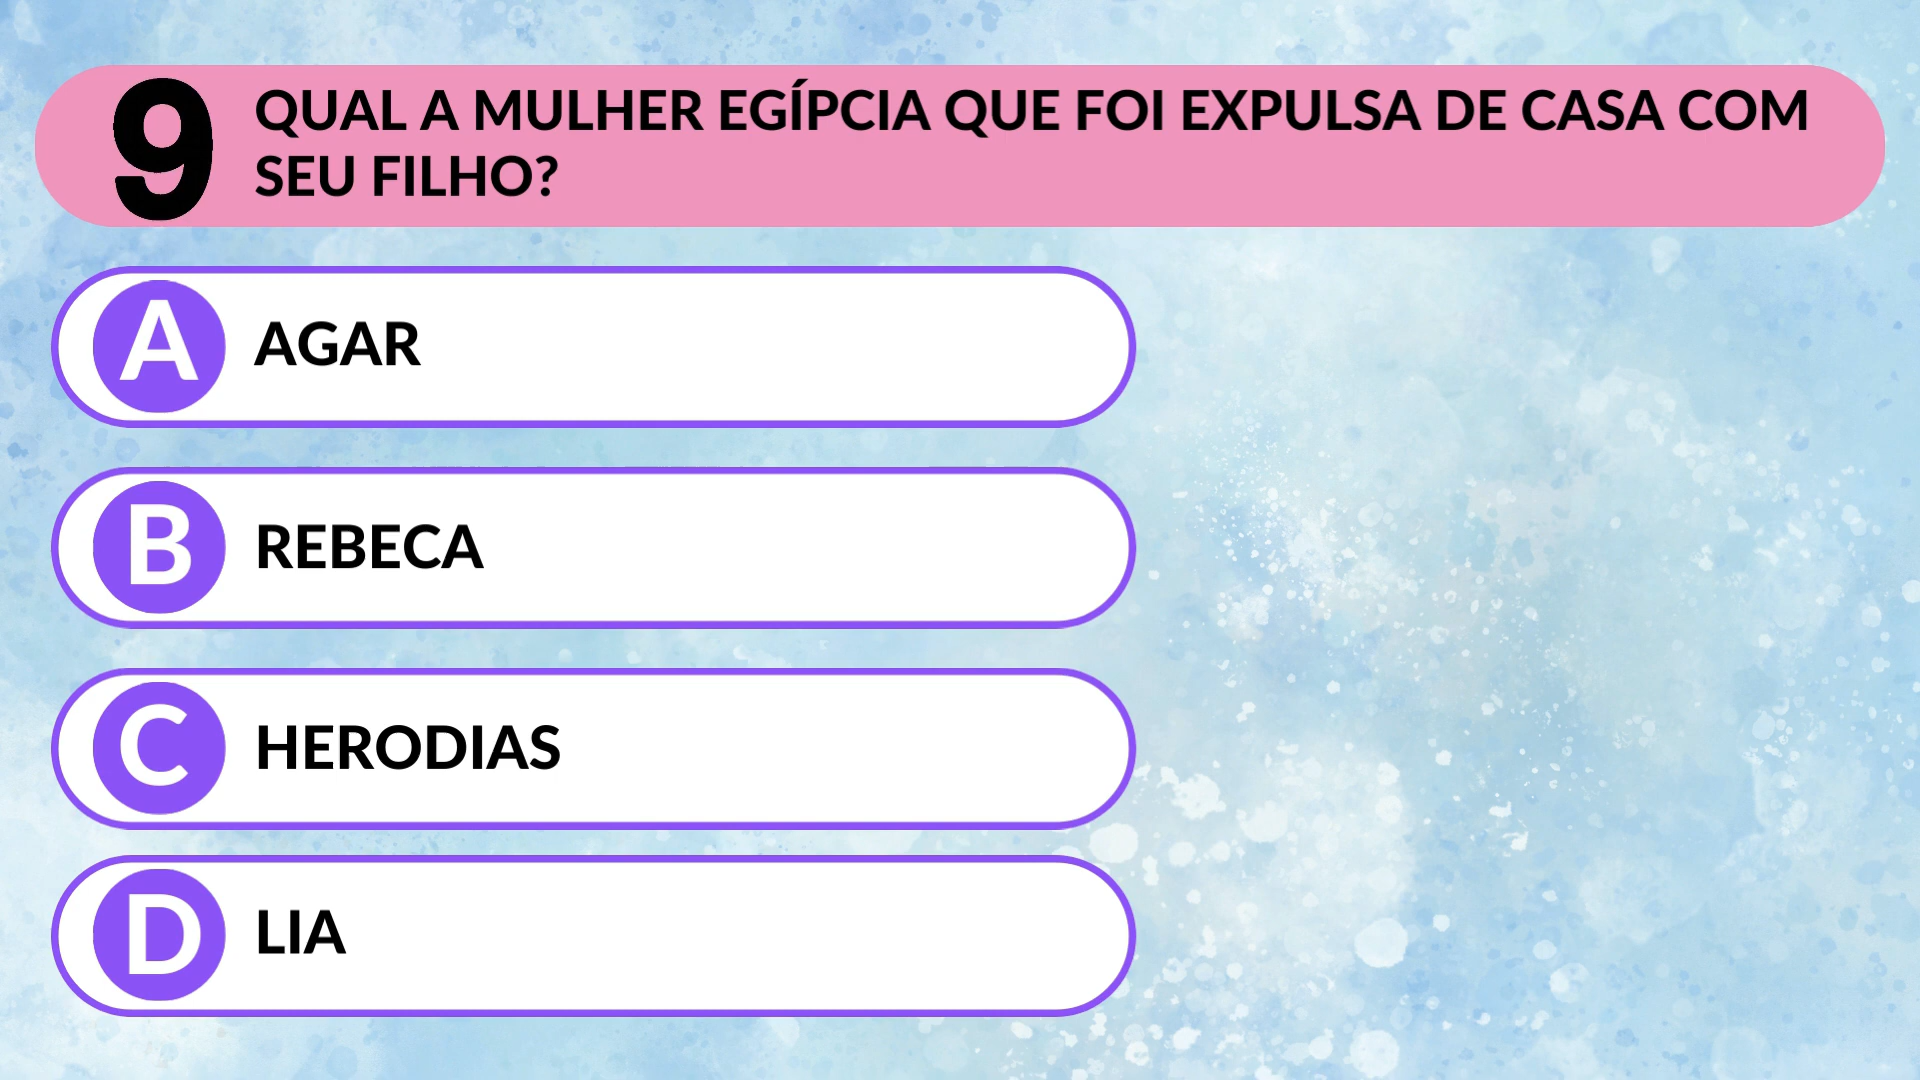 9
QUAL A MULHER EGÍPCIA QUE FOI EXPULSA DE CASA COM
SEU FILHO?
A AGAR
B REBECA
C HERODIAS
D LIA